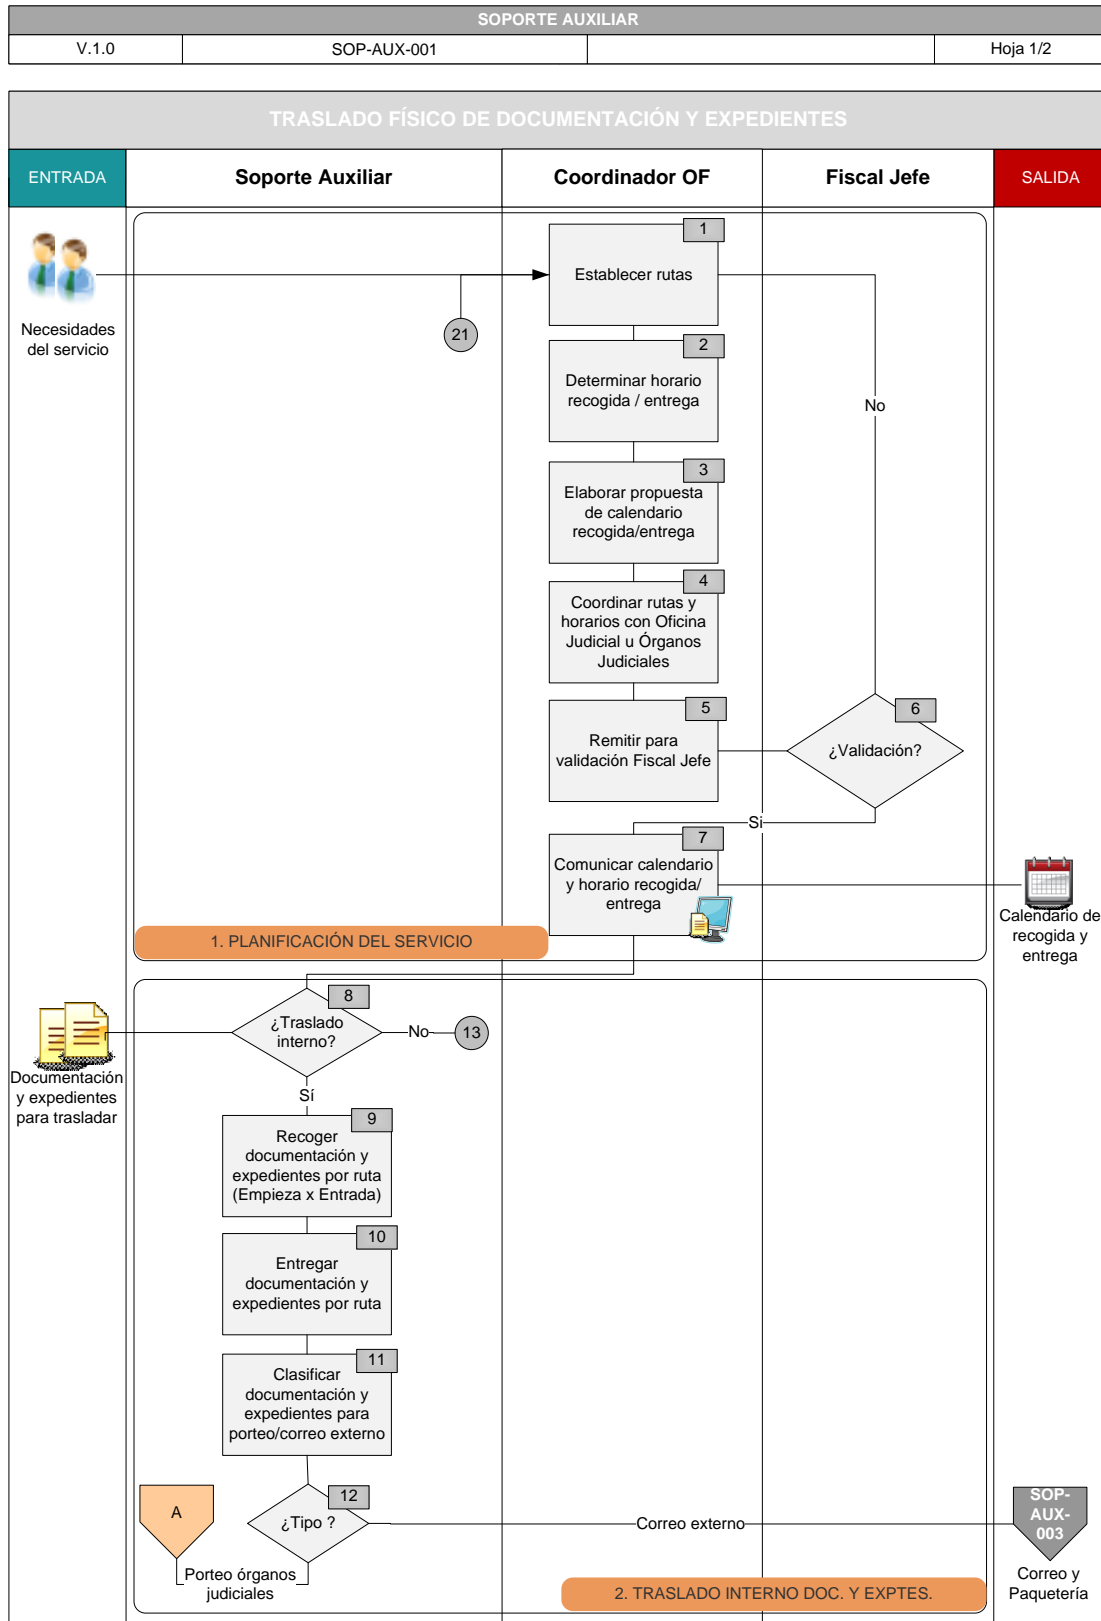 SOPORTE AUXILIAR
V.1.0
SOP-AUX-001
Hoja 1/2
TRASLADO FÍSICO DE DOCUMENTACIÓN Y EXPEDIENTES
ENTRADA
Soporte Auxiliar
Coordinador OF
Fiscal Jefe
SALIDA
1
Establecer rutas
Necesidades
del servicio
21
2
Determinar horario
recogida / entrega
No
3
Elaborar propuesta
de calendario
recogida/entrega
4
Coordinar rutas y
horarios con Oficina
Judicial u Órganos
Judiciales
5
Remitir para
validación Fiscal Jefe
6
¿Validación?
Si
7
Comunicar calendario
y horario recogida/
entrega
Calendario de
recogida y
entrega
1. PLANIFICACIÓN DEL SERVICIO
8
¿Traslado
interno?
No
13
Documentación
y expedientes
para trasladar
Sí
9
Recoger
documentación y
expedientes por ruta
(Empieza x Entrada)
10
Entregar
documentación y
expedientes por ruta
11
Clasificar
documentación y
expedientes para
porteo/correo externo
12
¿Tipo ?
A
Porteo órganos
judiciales
Correo externo
SOP-
AUX-
003
Correo y
Paquetería
2. TRASLADO INTERNO DOC. Y EXPTES.